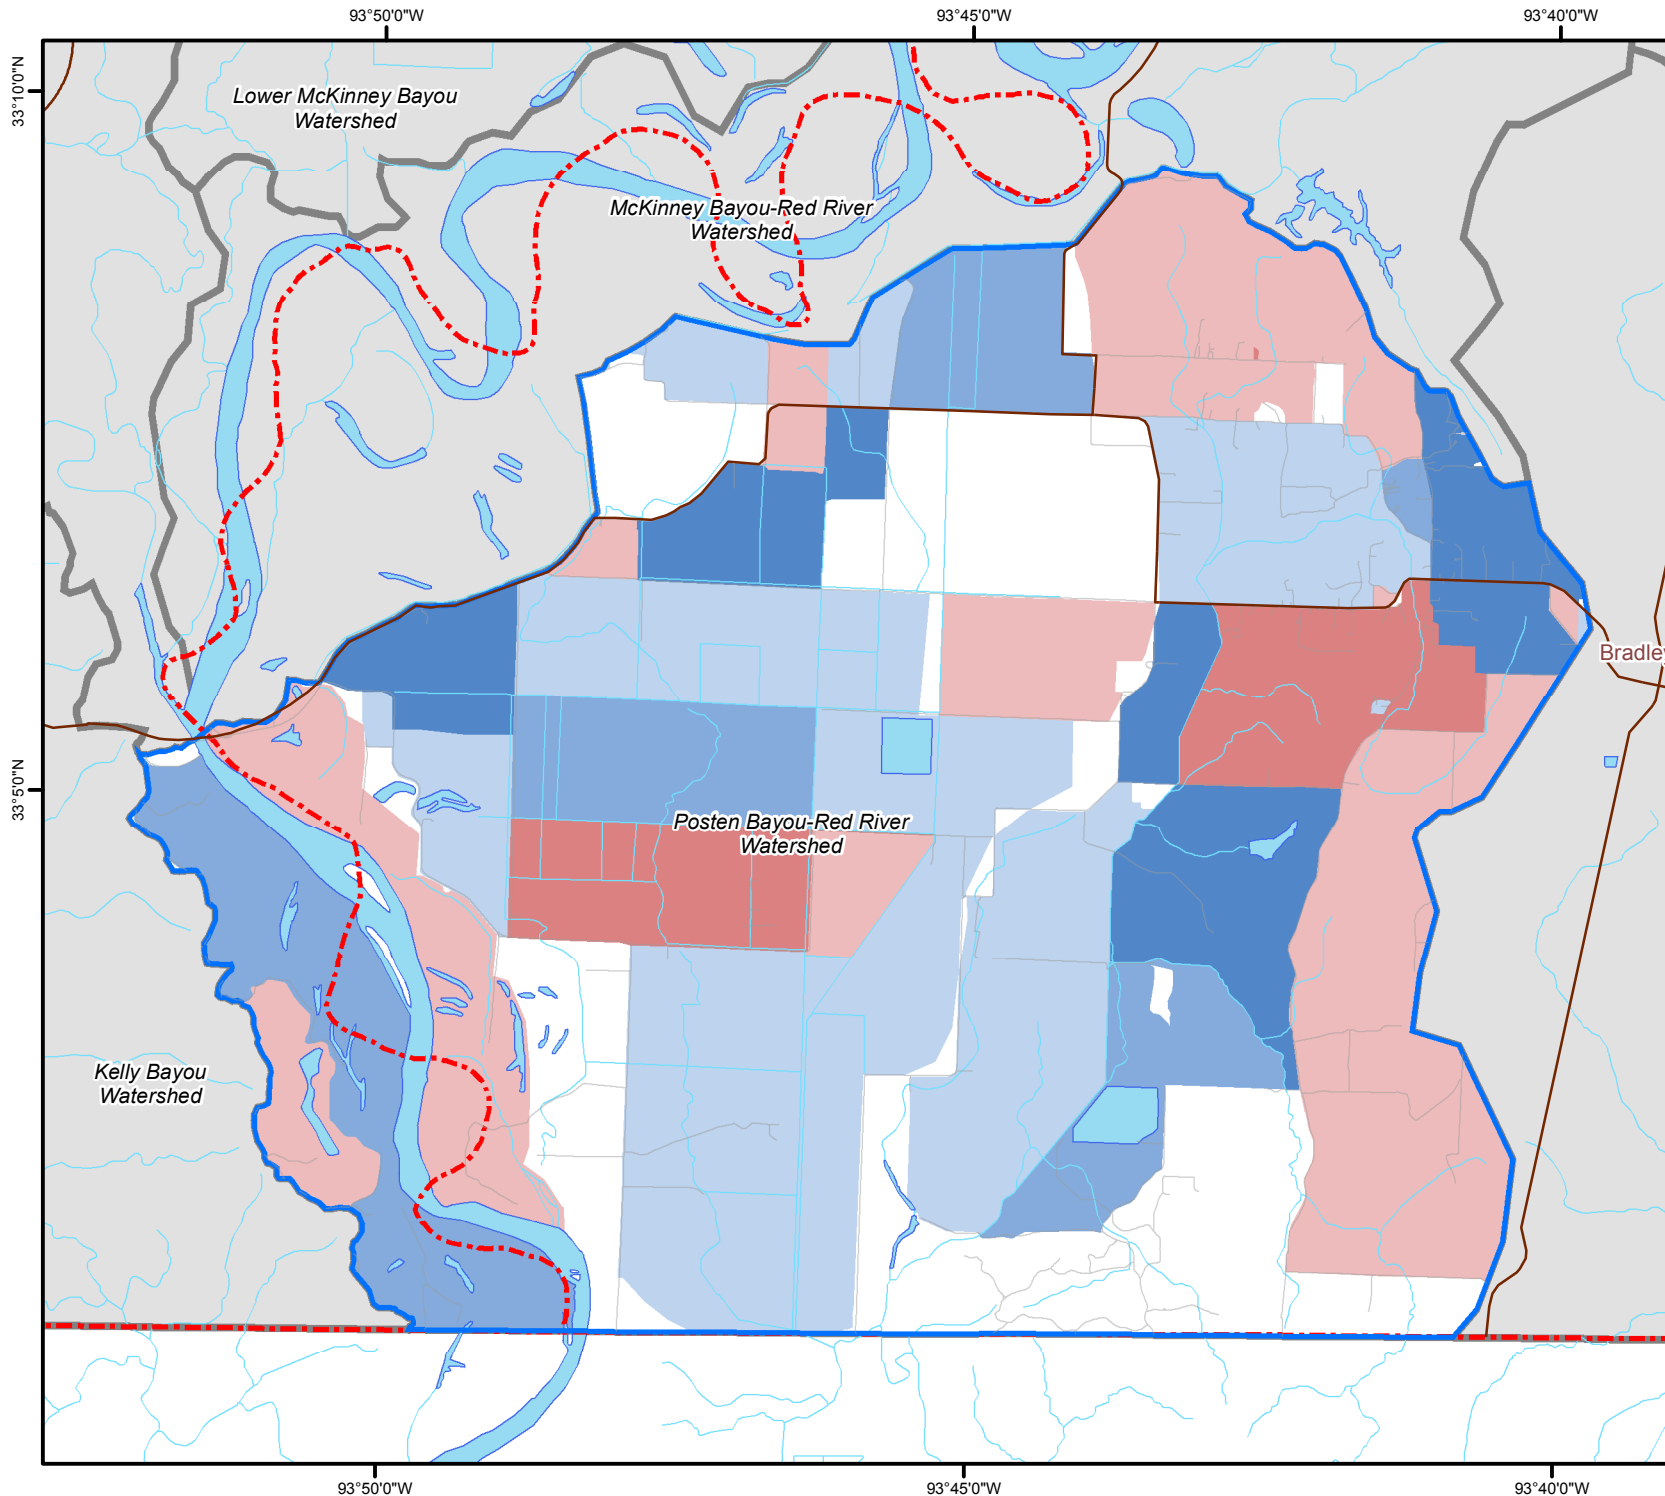 93°50'0"W
93°45'0"W
93°40'0"W
33°10'0"N
Lower McKinney Bayou
Watershed
McKinney Bayou-Red River
Watershed
Bradley
33°5'0"N
Posten Bayou-Red River
Watershed
Kelly Bayou
Watershed
93°50'0"W
93°45'0"W
93°40'0"W